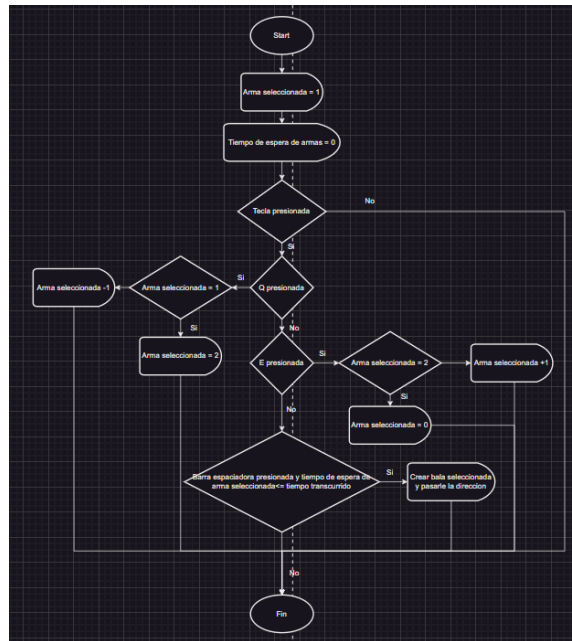 Start
Arma seleccionada = 1
Tiempo de espera de armas = 0
Tecla presionada
No
Si
Q presionada
Si
Arma seleccionada = 1
Arma seleccionada -1
Si
Arma seleccionada = 2
No
E presionada
Si
Arma seleccionada = 2
Arma seleccionada +1
Si
Arma seleccionada = 0
No
Barra espaciadora presionada y tiempo de espera de
arma seleccionada<= tiempo transcurrido
Si
Crear bala seleccionada
y pasarle la direccion
No
Fin